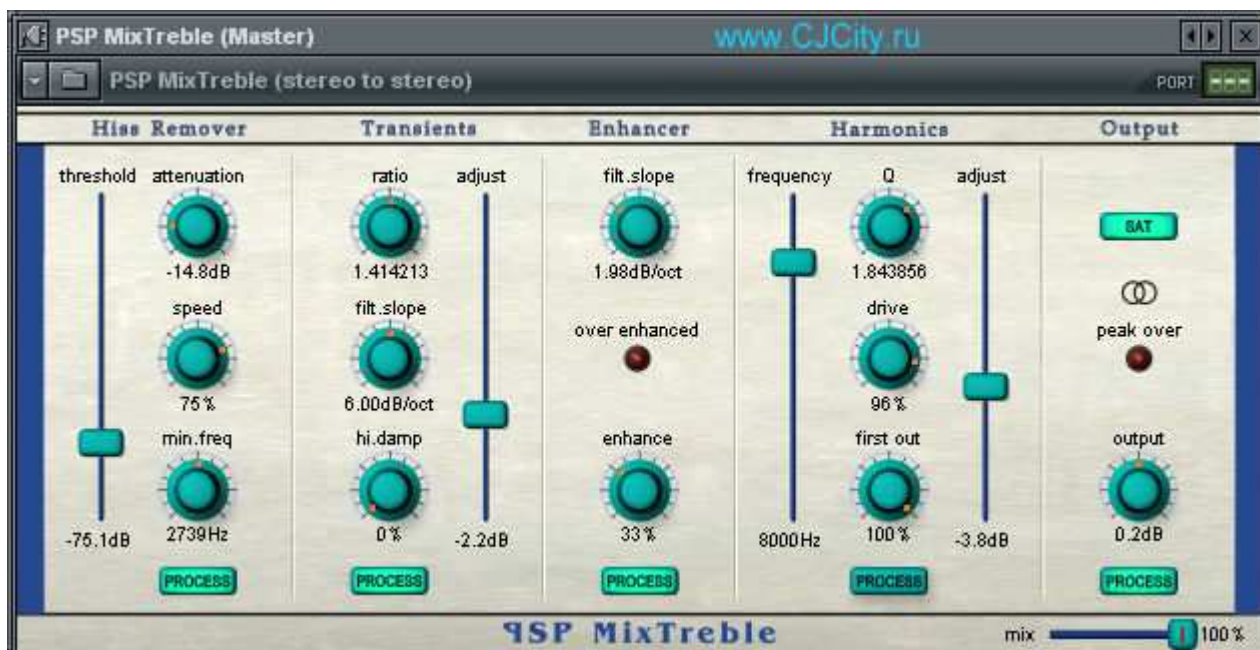 PSP MixTreble (Master)
www.CJCity.ru
PSP MixTreble (stereo to stereo)
PORT
Hiss Remover
Transients
Enhancer
Harmonics
Output
threshold
attenuation
ratio
adjust
filt.slope
frequency
Q
adjust
SAT
-14.8dB
1.414213
1.98dB/oct
1.843856
speed
filt.slope
over enhanced
drive
peak over
75%
6.00dB/oct
96%
min.freq
hi.damp
enhance
first out
output
-75.1dB
2739Hz
0%
-2.2dB
33%
8000Hz
100%
-3.8dB
0.2dB
PROCESS
PROCESS
PROCESS
PROCESS
PROCESS
PSP MixTreble
mix
100%